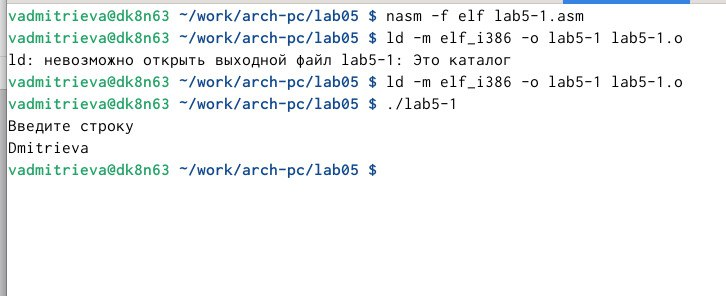 vadmitrieva@dk8n63 ~/work/arch-pc/lab05 $ nasm -f elf lab5-1.asm
vadmitrieva@dk8n63 ~/work/arch-pc/lab05 $ ld -m elf_i386 -o lab5-1 lab5-1.o
ld: невозможно открыть выходной файл lab5-1: Это каталог
vadmitrieva@dk8n63 ~/work/arch-pc/lab05 $ ld -m elf_i386 -o lab5-1 lab5-1.o
vadmitrieva@dk8n63 ~/work/arch-pc/lab05 $ ./lab5-1
Введите строку
Dmitrieva
vadmitrieva@dk8n63 ~/work/arch-pc/lab05 $